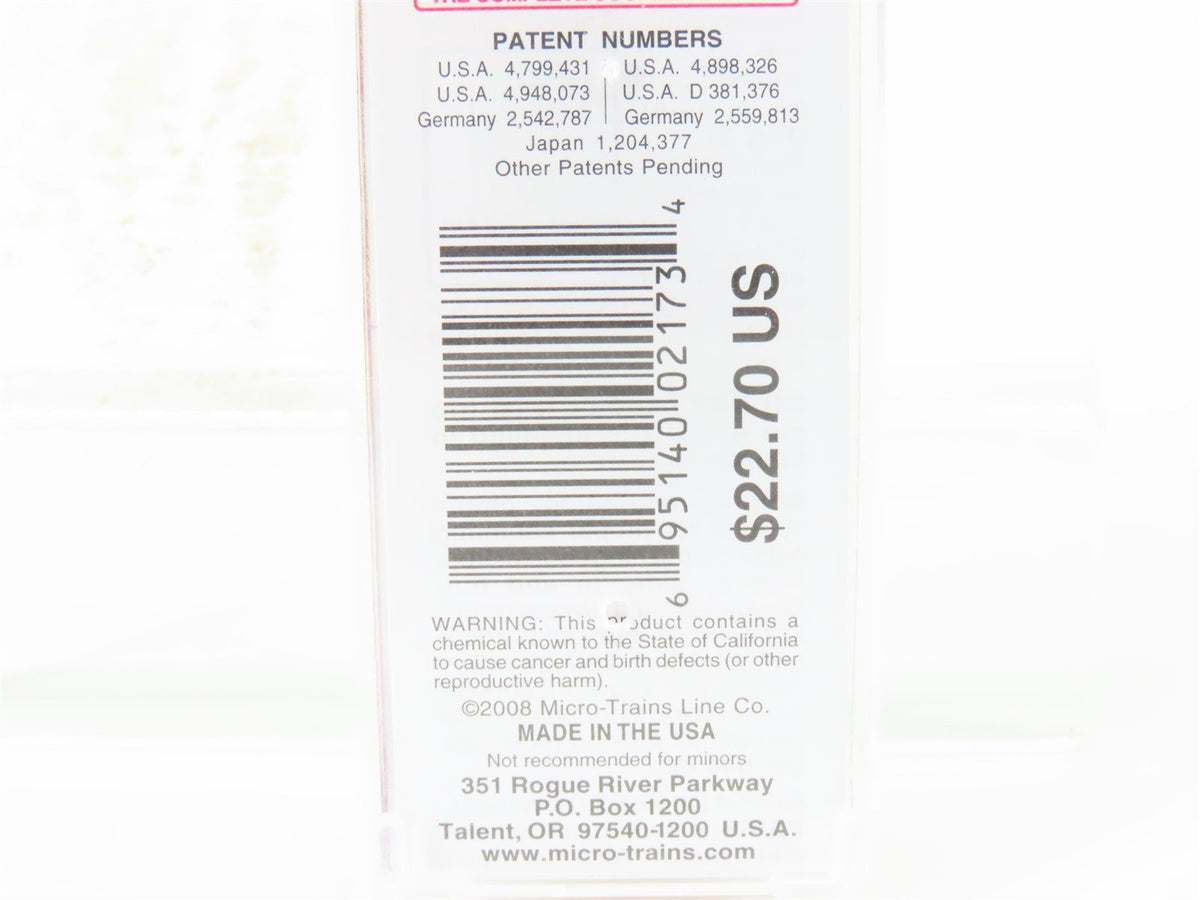 THE COMPLETE
PATENT NUMBERS
U.S.A. 4,799,431 U.S.A. 4,898,326
U.S.A. 4,948,073 U.S.A. D 381,376
Germany 2,542,787 Germany 2,559,813
Japan 1,204,377
Other Patents Pending
6 95140 02173 4
$22.70 US
WARNING: This product contains a
chemical known to the State of California
to cause cancer and birth defects (or other
reproductive harm).
©2008 Micro-Trains Line Co.
MADE IN THE USA
Not recommended for minors
351 Rogue River Parkway
P.O. Box 1200
Talent, OR 97540-1200 U.S.A.
www.micro-trains.com